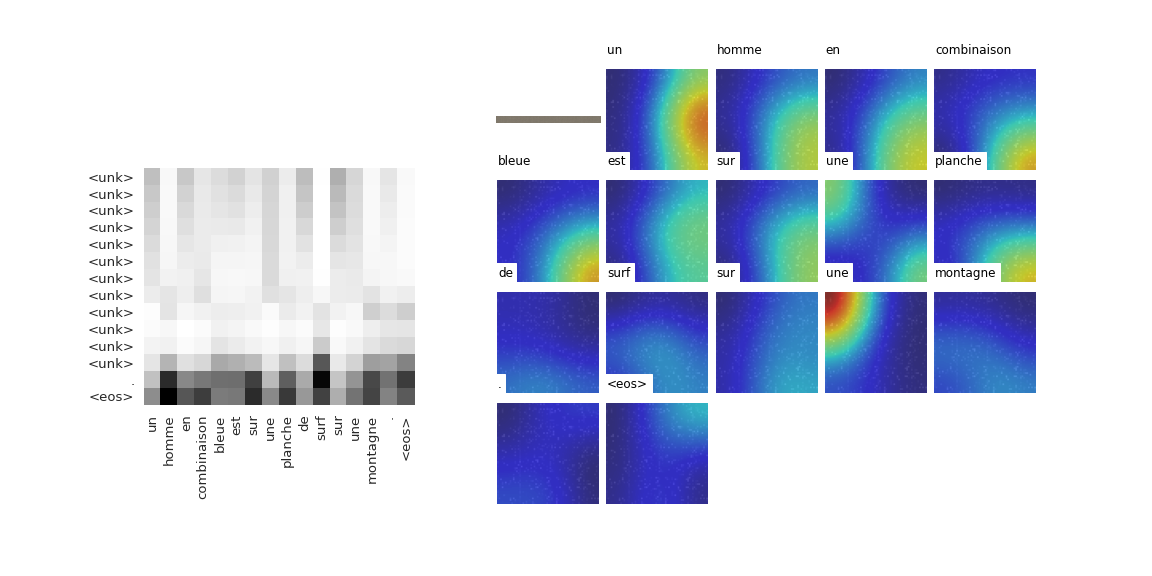 <unk>
<unk>
<unk>
<unk>
<unk>
<unk>
<unk>
<unk>
<unk>
<unk>
<unk>
<unk>
.
<eos>
un
homme
en
combinaison
bleue
est
sur
une
planche
de
surf
sur
une
montagne
.
<eos>
un homme en combinaison
bleue est sur une planche
de surf sur une montagne
. <eos>